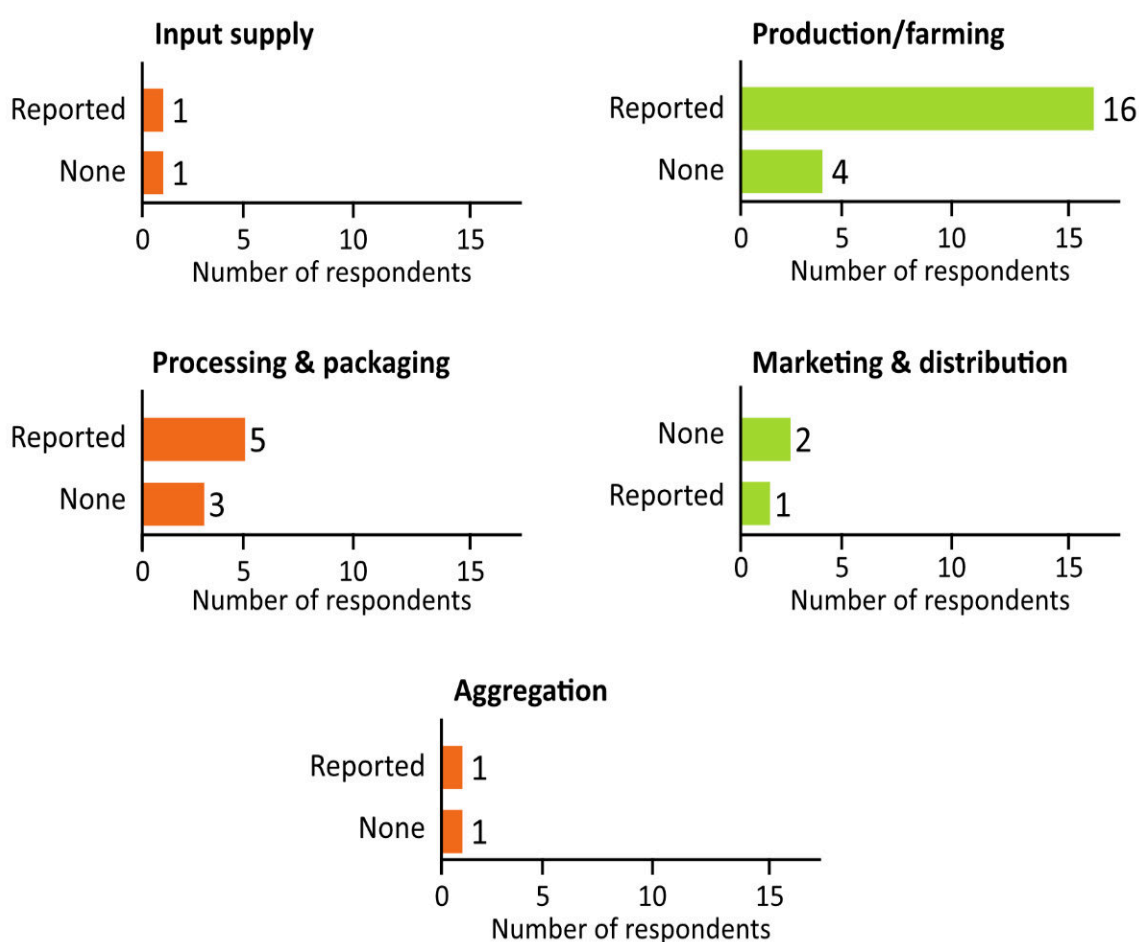 Input supply
Reported 1
None 1
0 5 10 15
Number of respondents
Production/farming
Reported 16
None 4
0 5 10 15
Number of respondents
Processing & packaging
Reported 5
None 3
0 5 10 15
Number of respondents
Marketing & distribution
None 2
Reported 1
0 5 10 15
Number of respondents
Aggregation
Reported 1
None 1
0 5 10 15
Number of respondents